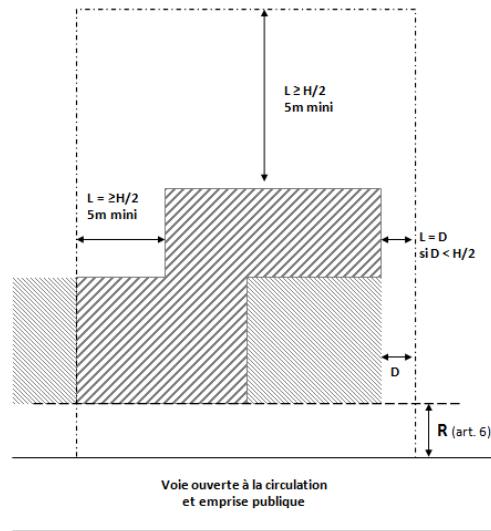 L ≥ H/2
5m mini
L = ≥H/2
5m mini
L = D
si D < H/2
D
R (art. 6)
Voie ouverte à la circulation
et emprise publique